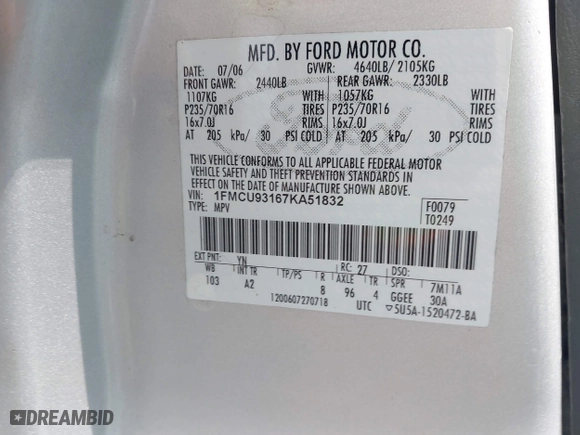 MFD. BY FORD MOTOR CO.
DATE: 07/06 GVWR: 4640LB/ 2105KG
FRONT GAWR: 2440LB REAR GAWR: 2330LB
1107KG WITH 1057KG WITH
P235/70R16 TIRES P235/70R16 TIRES
16x7.0J RIMS 16x7.0J RIMS
AT 205 kPa/ 30 PSI COLD AT 205 kPa/ 30 PSI COLD
THIS VEHICLE CONFORMS TO ALL APPLICABLE FEDERAL MOTOR
VEHICLE SAFETY AND THEFT PREVENTION STANDARDS IN
EFFECT ON THE DATE OF MANUFACTURE SHOWN ABOVE.
VIN: 1FMCU93167KA51832 F0079
TYPE: MPV T0249
EXT PNT: YN RC: 27 DSO:
WB INT TR TP/PS R AXLE TR SPR 7M11A
103 A2 8 96 4 GGEE 30A
1200607270718 UTC ▽5U5A-1520472-BA
DREAMBID